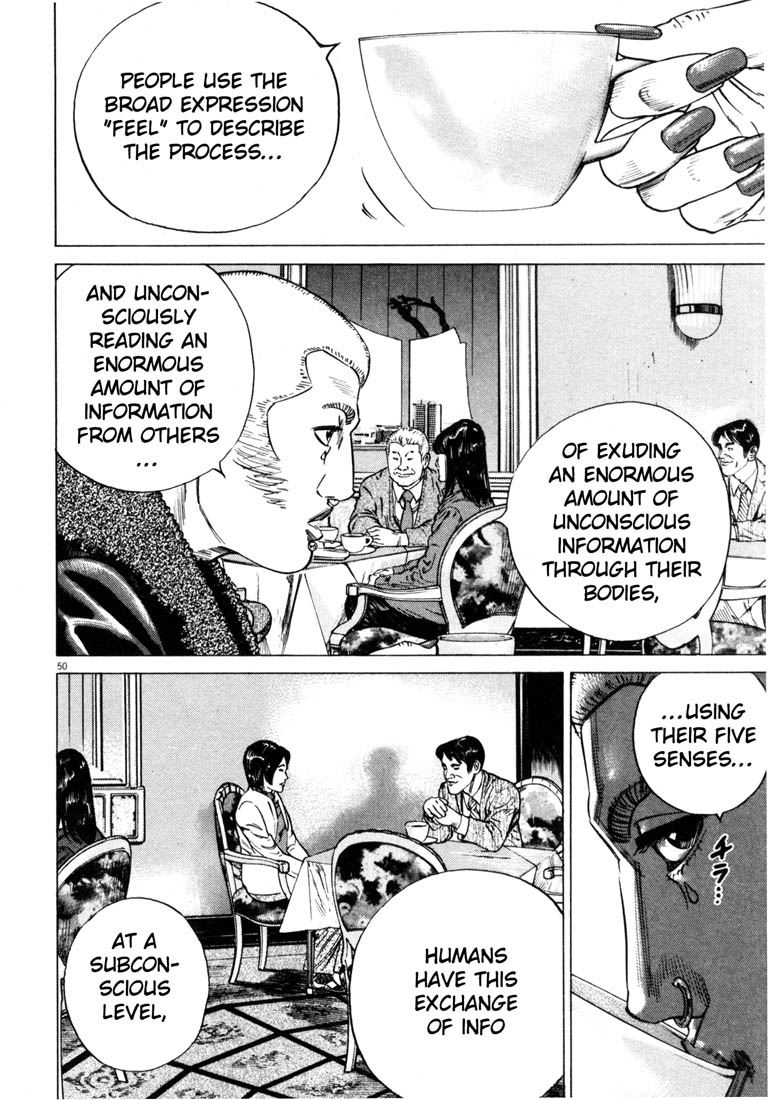 PEOPLE USE THE
BROAD EXPRESSION
"FEEL" TO DESCRIBE
THE PROCESS...
OF EXUDING
AN ENORMOUS
AMOUNT OF
UNCONSCIOUS
INFORMATION
THROUGH THEIR
BODIES,
AND UNCON-
SCIOUSLY
READING AN
ENORMOUS
AMOUNT OF
INFORMATION
FROM OTHERS
...
50
...USING
THEIR FIVE
SENSES...
チラ…
HUMANS
HAVE THIS
EXCHANGE
OF INFO
AT A
SUBCON-
SCIOUS
LEVEL,